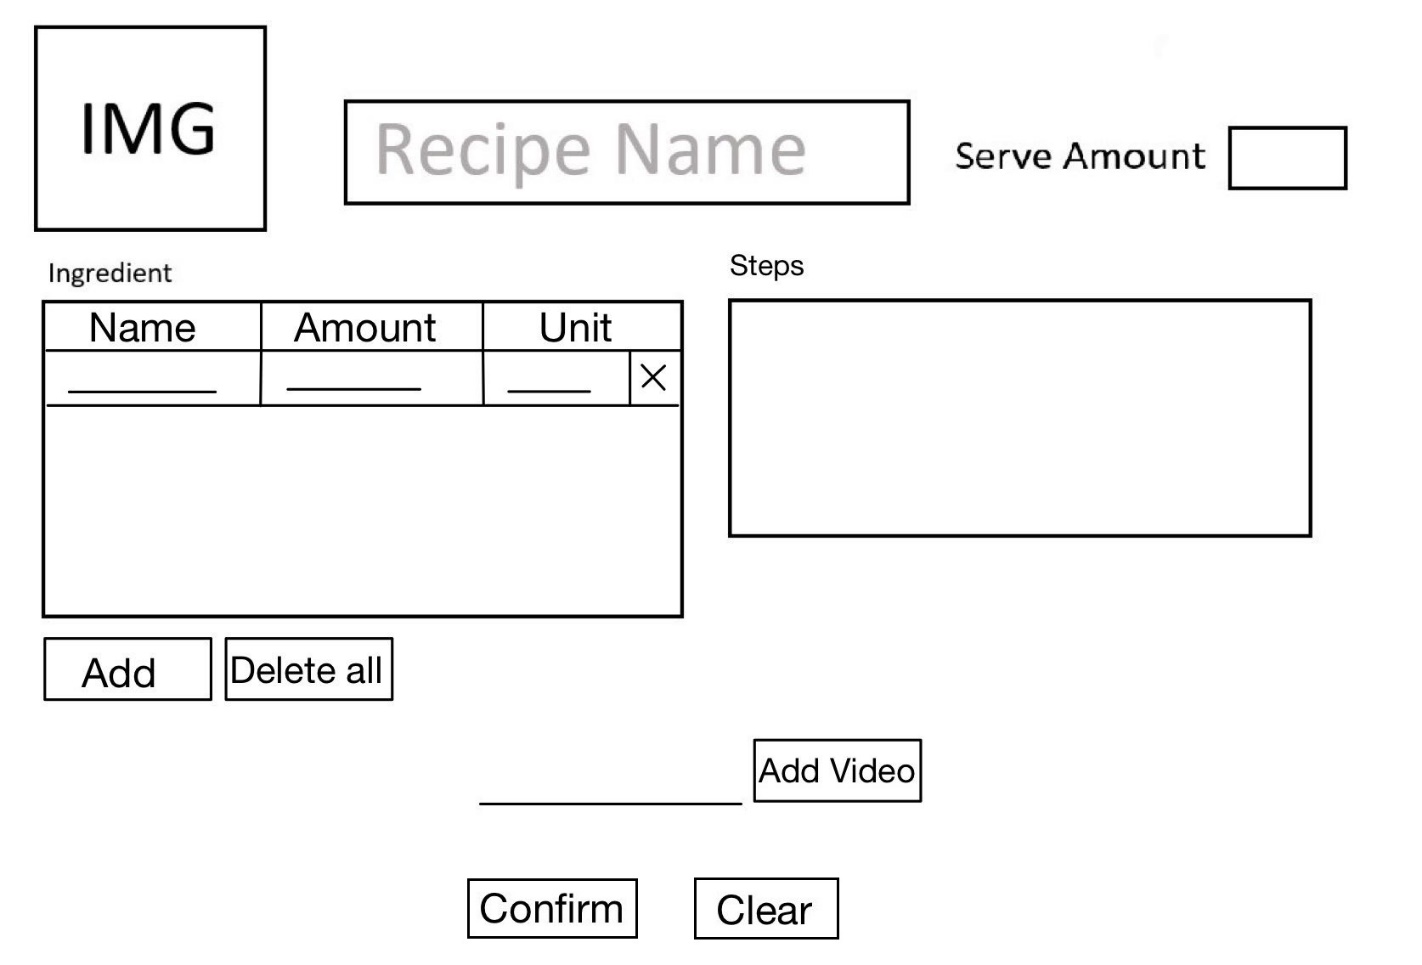 IMG
Recipe Name
Serve Amount
Ingredient
Steps
Name Amount Unit
×
Add
Delete all
Add Video
Confirm
Clear